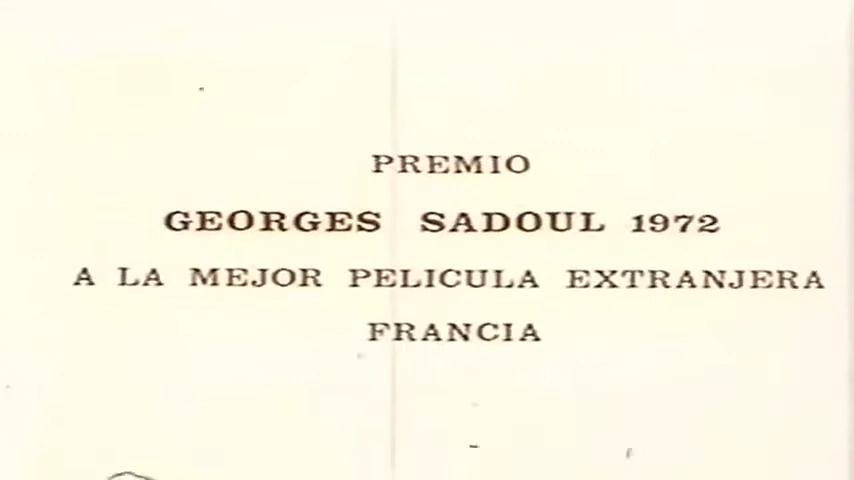 PREMIO
GEORGES SADOUL 1972
A LA MEJOR PELICULA EXTRANJERA
FRANCIA